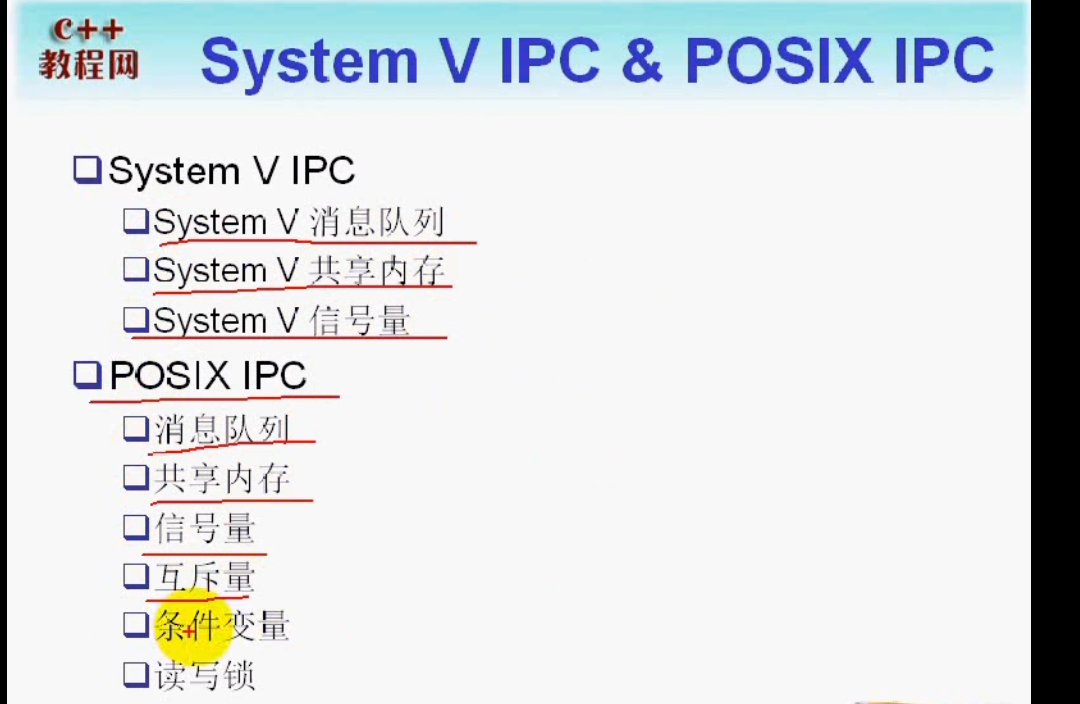 C++
教程网
System V IPC & POSIX IPC
System V IPC
System V 消息队列
System V 共享内存
System V 信号量
POSIX IPC
消息队列
共享内存
信号量
互斥量
条件变量
读写锁